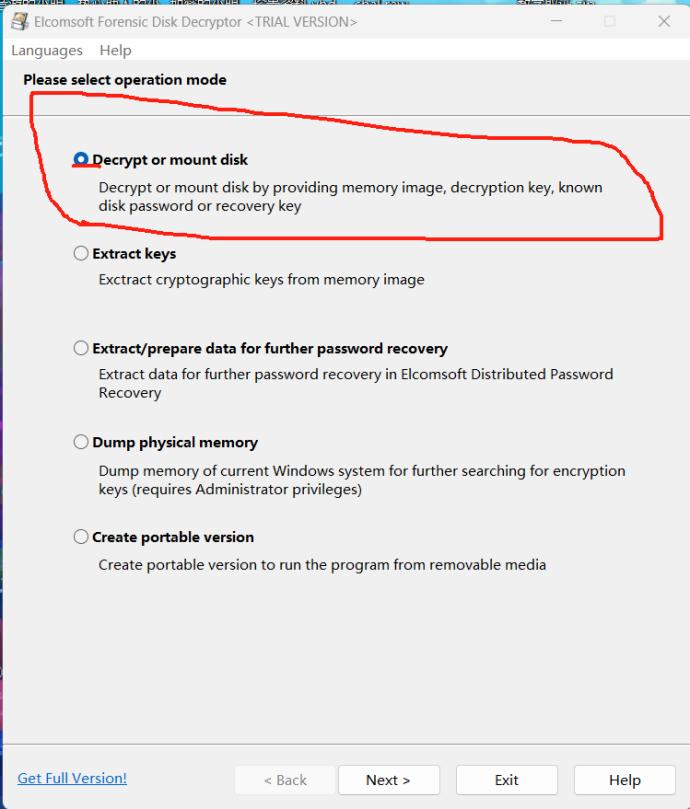 Elcomsoft Forensic Disk Decryptor <TRIAL VERSION>
Languages Help
Please select operation mode
Decrypt or mount disk
Decrypt or mount disk by providing memory image, decryption key, known
disk password or recovery key
Extract keys
Exctract cryptographic keys from memory image
Extract/prepare data for further password recovery
Extract data for further password recovery in Elcomsoft Distributed Password
Recovery
Dump physical memory
Dump memory of current Windows system for further searching for encryption
keys (requires Administrator privileges)
Create portable version
Create portable version to run the program from removable media
Get Full Version!
< Back
Next >
Exit
Help